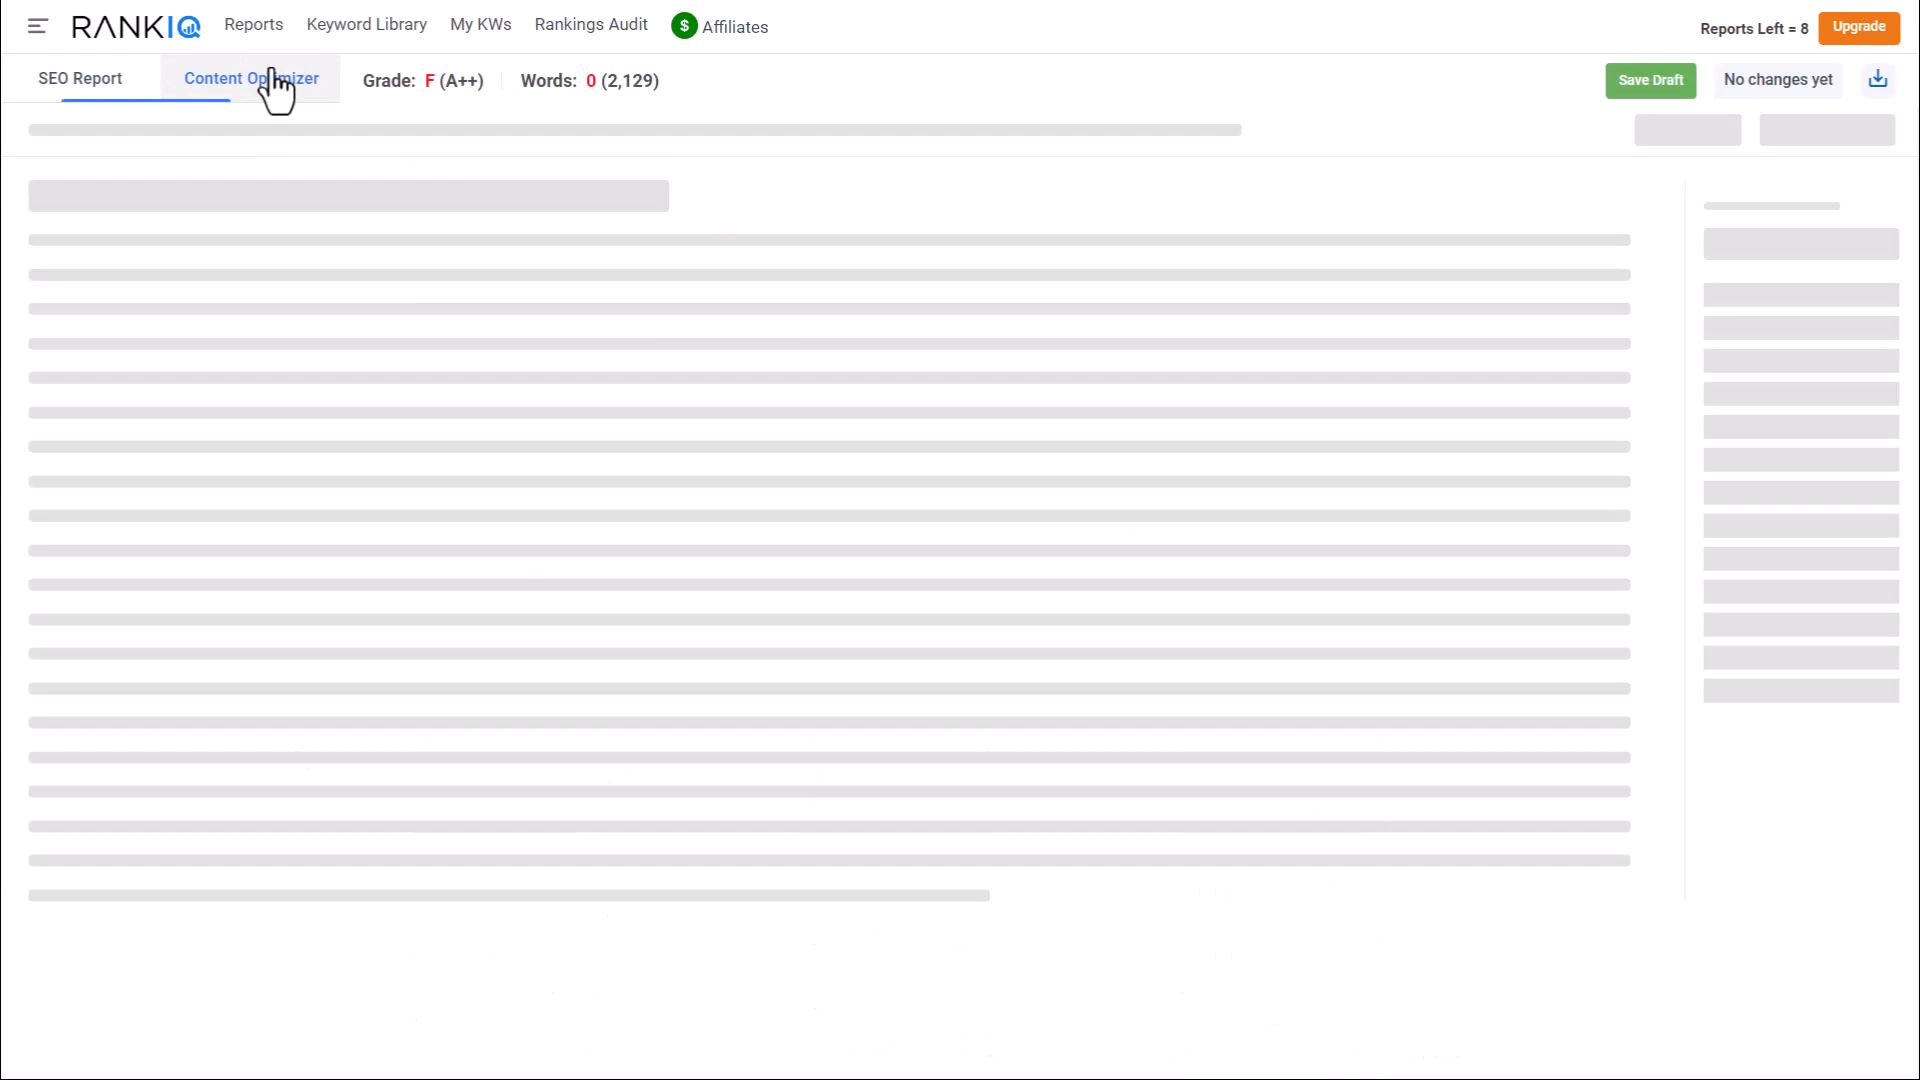 RANKIQ Reports Keyword Library My KWs Rankings Audit $ Affiliates Reports Left = 8 Upgrade
SEO Report Content Optimizer Grade: F (A++) Words: 0 (2,129) Save Draft No changes yet